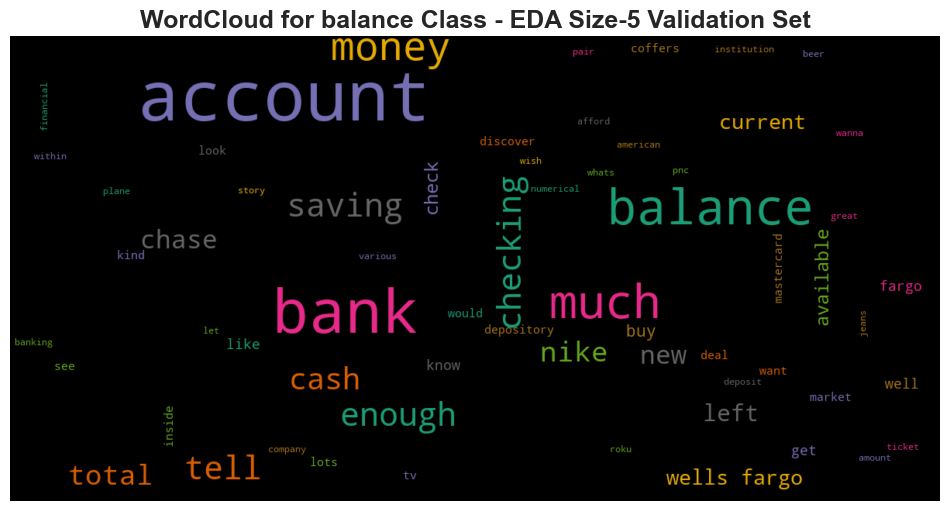 WordCloud for balance Class - EDA Size-5 Validation Set
money
pair
coffers
institution
beer
account
financial
current
afford
wanna
discover
american
look
within
wish
whats
pnc
check
plane
story
numerical
saving
checking
balance
great
chase
kind
various
mastercard
available
fargo
bank
much
would
jeans
let
depository
buy
banking
like
nike
new
deal
see
know
want
cash
deposit
well
market
enough
left
inside
company
roku
get
ticket
total
tell
lots
tv
wells fargo
amount